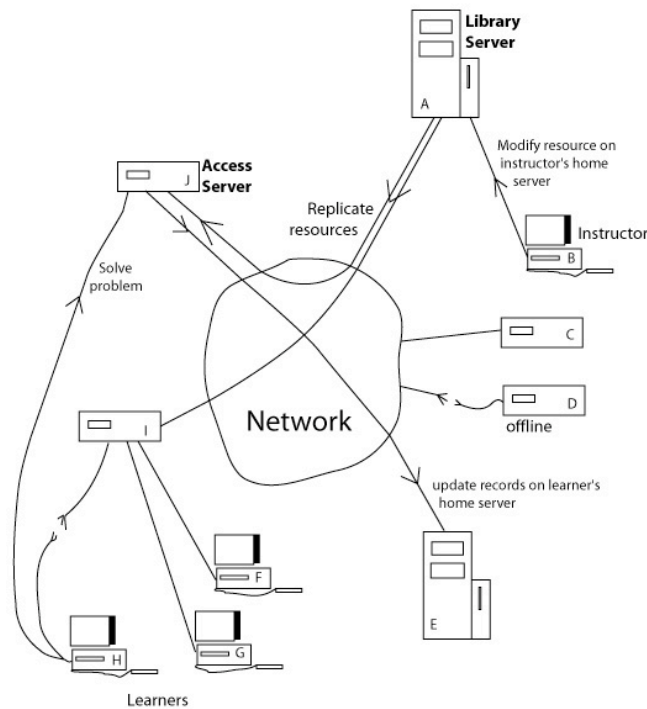 Library
Server
A
Modify resource on
instructor's home
server
Access
Server
J
Replicate
resources
Instructor
B
Solve
problem
C
I
Network
D
offline
update records on learner's
home server
F
E
G
H
Learners